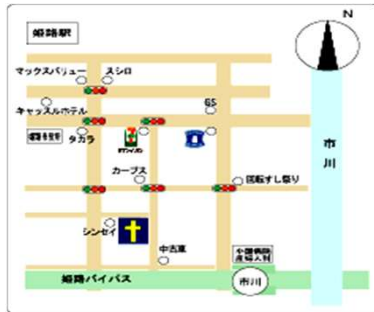 N
姫路駅
マックスバリュー
スシロー
キャッスルホテル
GS
タカラ
カーブス
回転すし祭り
市川
シンセイ
中古車
姫路バイパス
市川